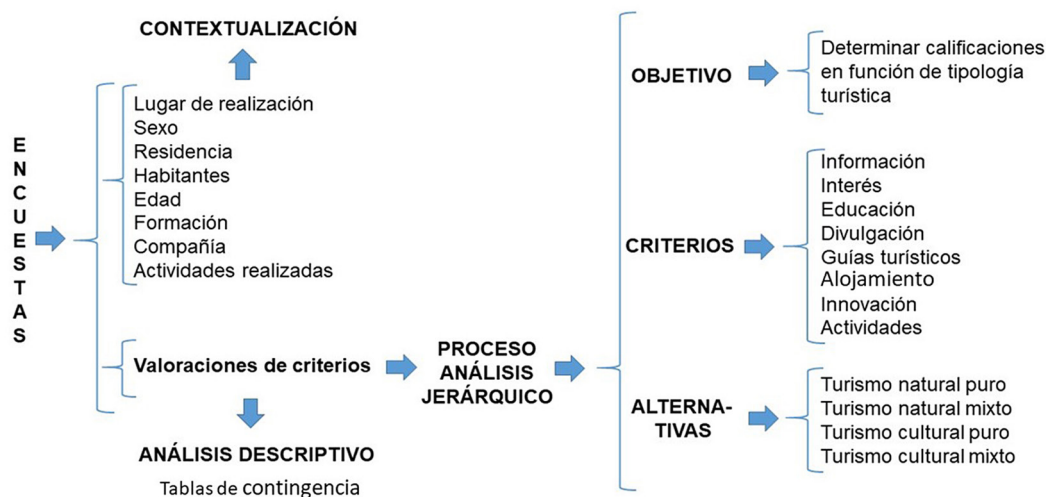 ENCUESTAS
CONTEXTUALIZACIÓN
Lugar de realización
Sexo
Residencia
Habitantes
Edad
Formación
Compañía
Actividades realizadas
Valoraciones de criterios
ANÁLISIS DESCRIPTIVO
Tablas de contingencia
PROCESO
ANÁLISIS
JERÁRQUICO
OBJETIVO
Determinar calificaciones
en función de tipología
turística
CRITERIOS
Información
Interés
Educación
Divulgación
Guías turísticos
Alojamiento
Innovación
Actividades
ALTERNA-
TIVAS
Turismo natural puro
Turismo natural mixto
Turismo cultural puro
Turismo cultural mixto